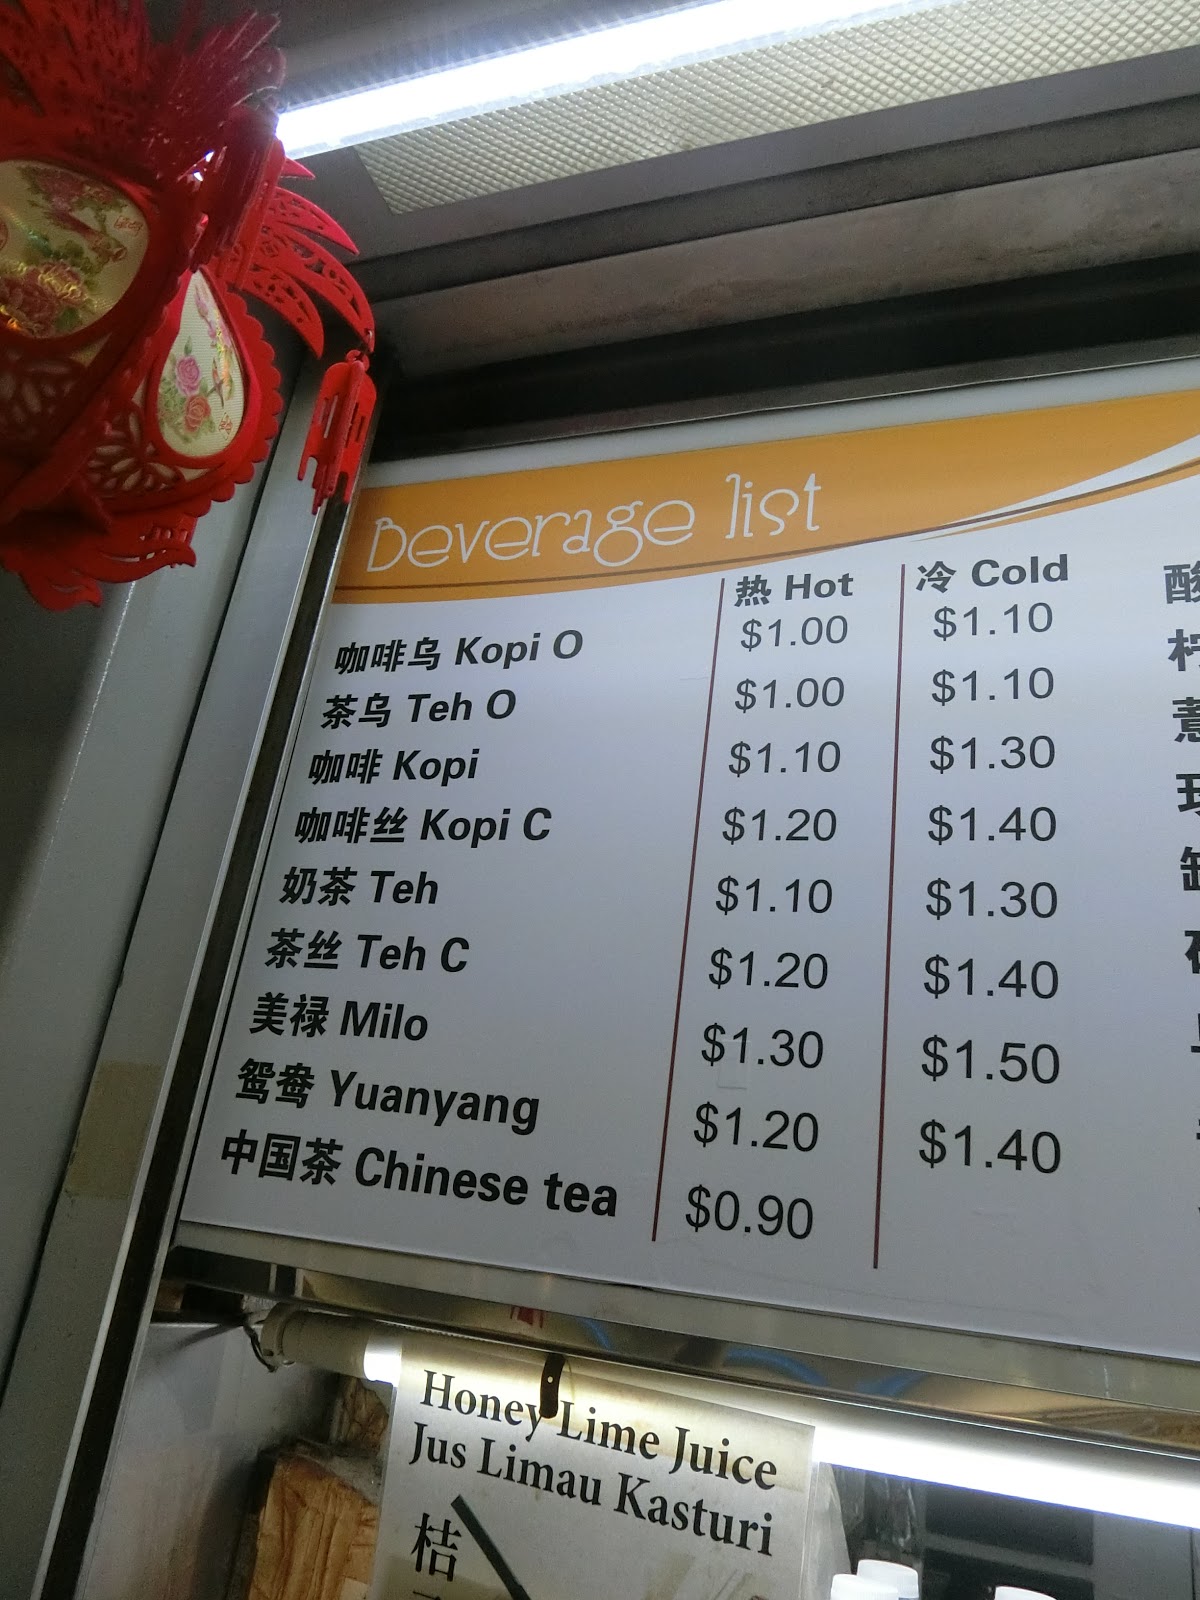 Beverage list
热 Hot 冷 Cold
咖啡乌 Kopi O $1.00 $1.10
茶乌 Teh O $1.00 $1.10
咖啡 Kopi $1.10 $1.30
咖啡丝 Kopi C $1.20 $1.40
奶茶 Teh $1.10 $1.30
茶丝 Teh C $1.20 $1.40
美禄 Milo $1.30 $1.50
鸳鸯 Yuanyang $1.20 $1.40
中国茶 Chinese tea $0.90
酸
薏
Honey Lime Juice
Jus Limau Kasturi
桔